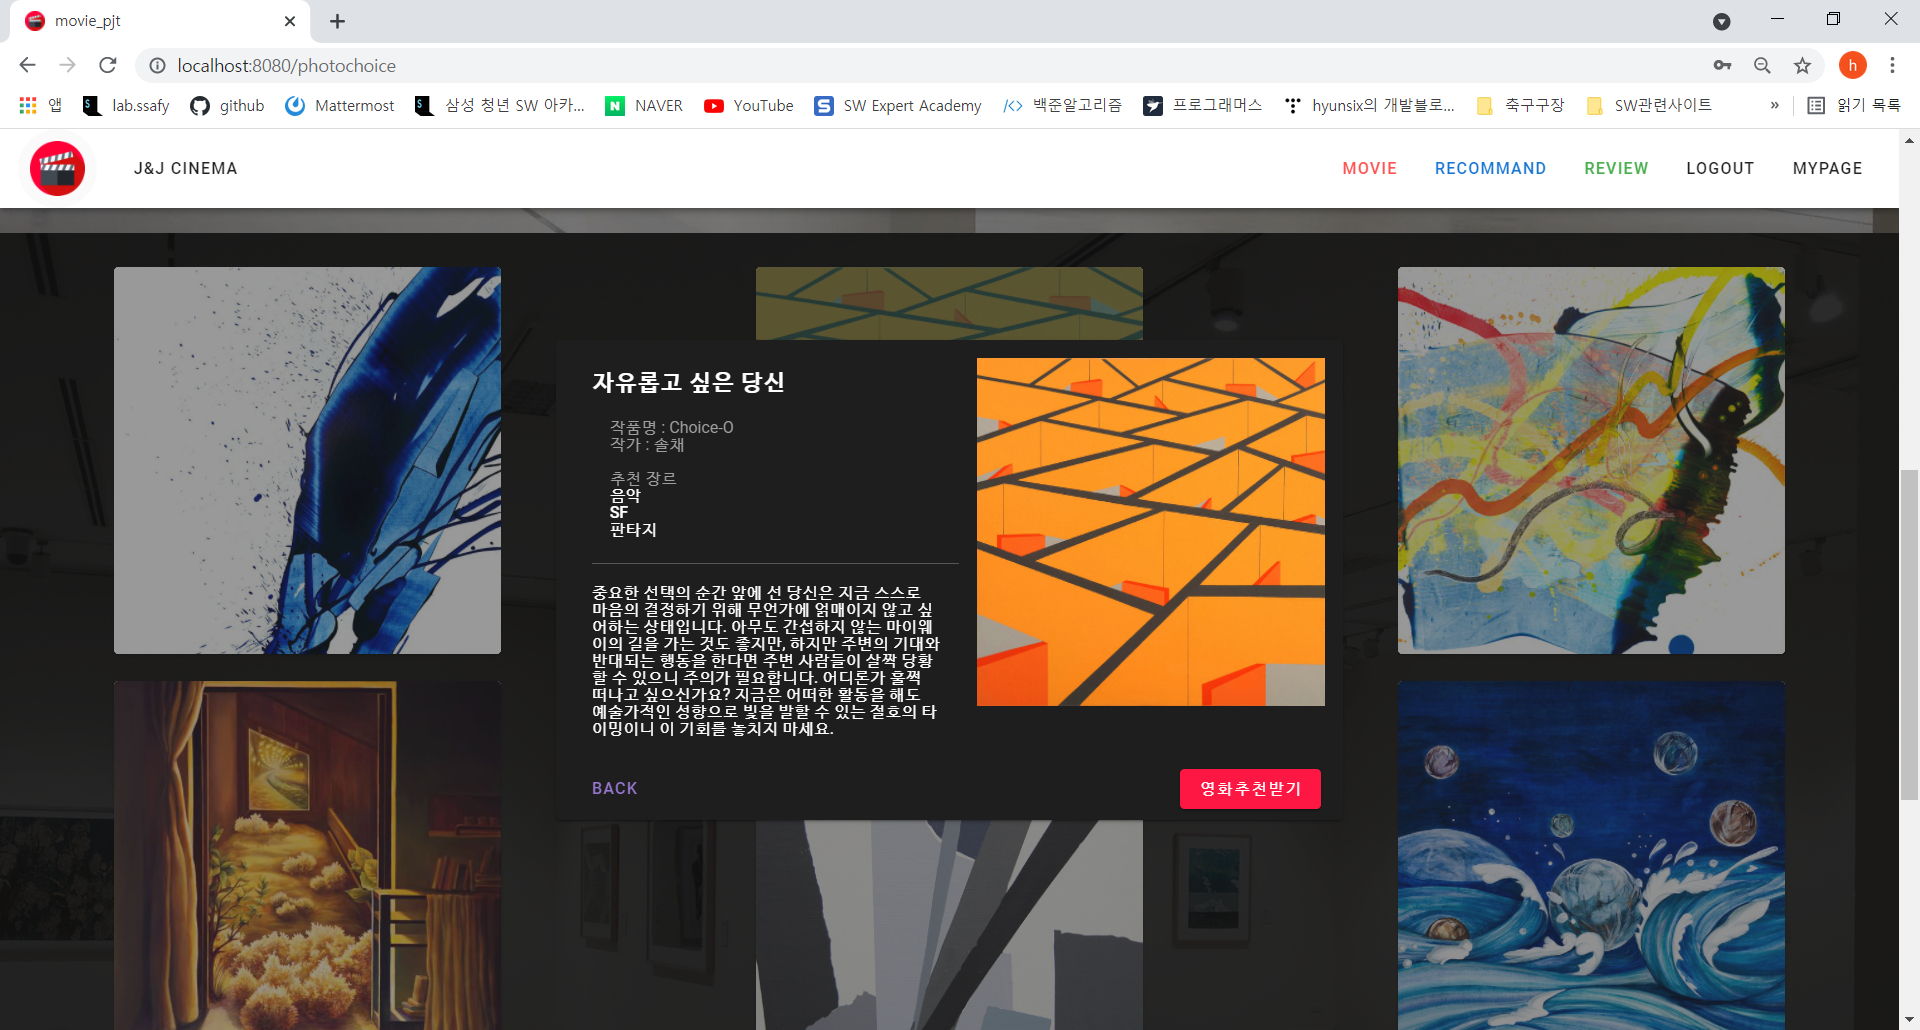 movie_pjt
localhost:8080/photochoice
h
앱
lab.ssafy
github
Mattermost
삼성 청년 SW 아카...
NAVER
YouTube
SW Expert Academy
백준알고리즘
프로그래머스
hyunsix의 개발블로...
축구구장
SW관련사이트
»
읽기 목록
J&J CINEMA
MOVIE
RECOMMAND
REVIEW
LOGOUT
MYPAGE
자유롭고 싶은 당신
작품명 : Choice-O
작가 : 솔채
추천 장르
음악
SF
판타지
중요한 선택의 순간 앞에 선 당신은 지금 스스로
마음의 결정하기 위해 무언가에 얽매이지 않고 싶
어하는 상태입니다. 아무도 간섭하지 않는 마이웨
이의 길을 가는 것도 좋지만, 하지만 주변의 기대와
반대되는 행동을 한다면 주변 사람들이 살짝 당황
할 수 있으니 주의가 필요합니다. 어디론가 훌쩍
떠나고 싶으신가요? 지금은 어떠한 활동을 해도
예술가적인 성향으로 빛을 발할 수 있는 절호의 타
이밍이니 이 기회를 놓치지 마세요.
BACK
영화추천받기